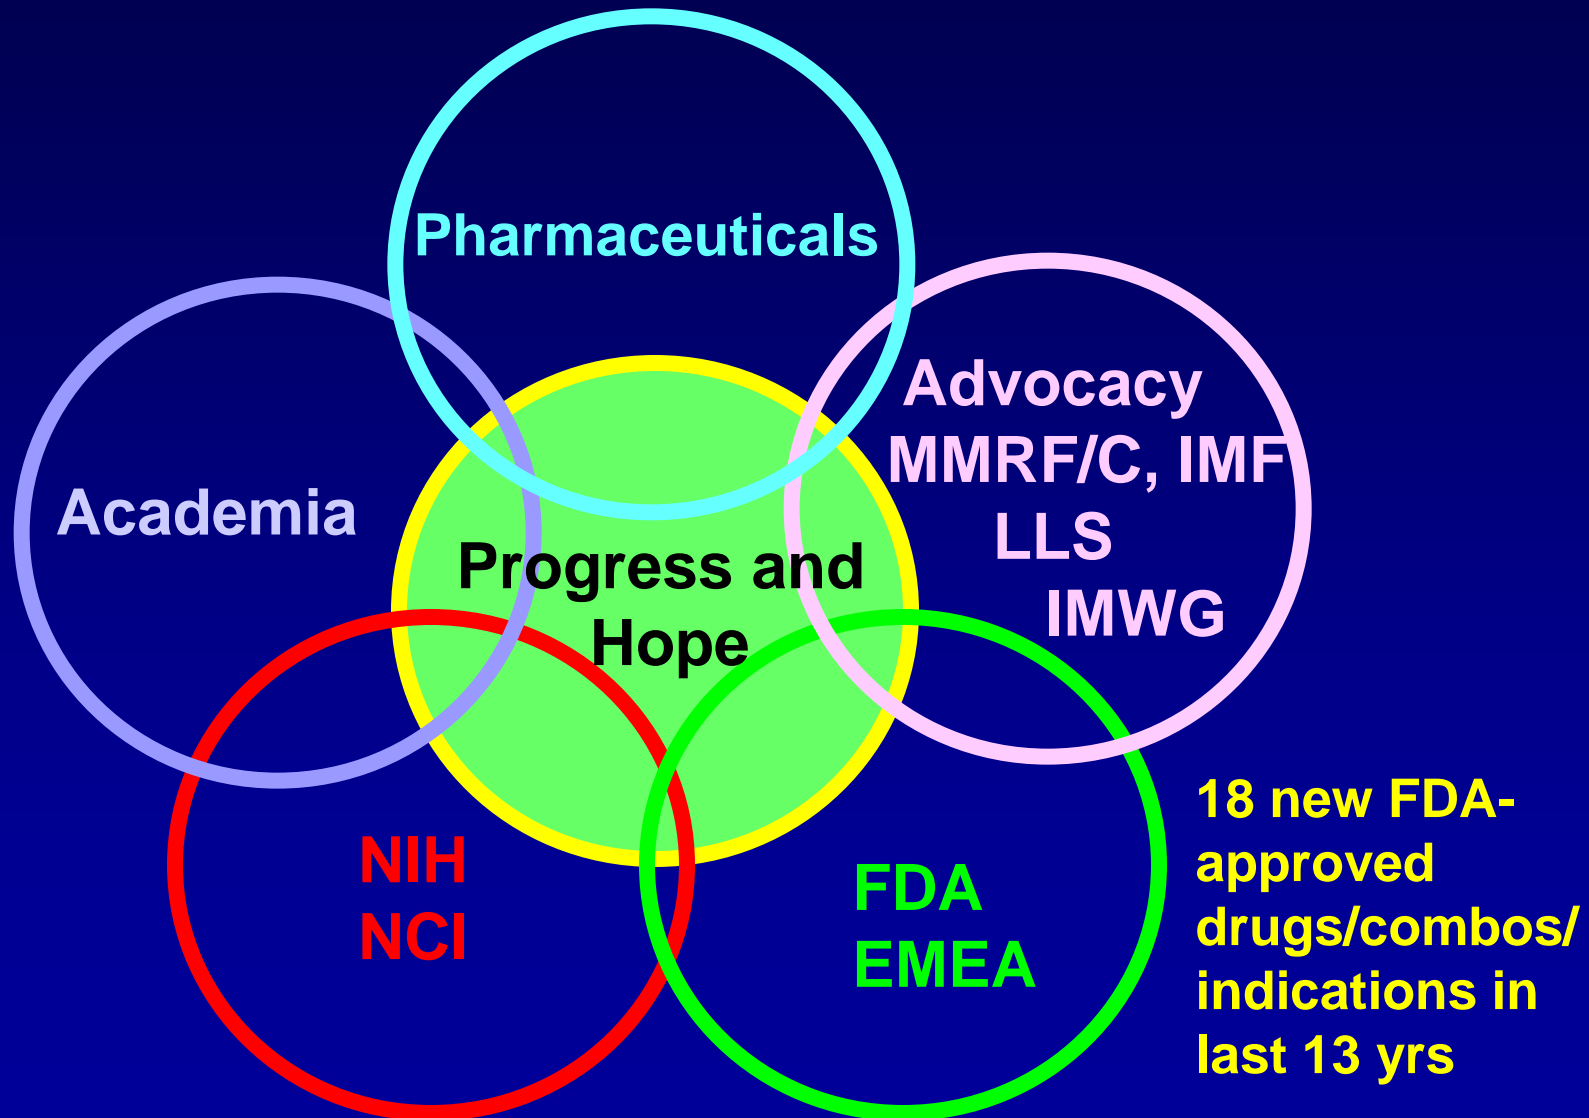 Pharmaceuticals
Advocacy
MMRF/C, IMF
LLS
IMWG
Academia
Progress and
Hope
NIH
NCI
FDA
EMEA
18 new FDA-
approved
drugs/combos/
indications in
last 13 yrs